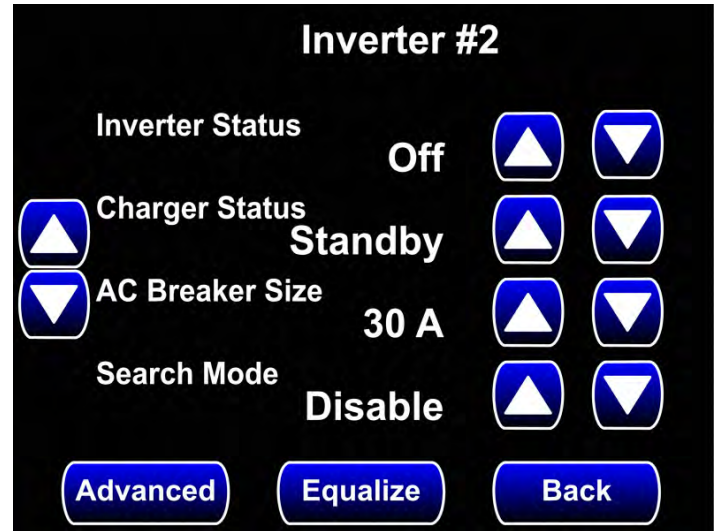 Inverter #2
Inverter Status
Off
Charger Status
Standby
AC Breaker Size
30 A
Search Mode
Disable
Advanced
Equalize
Back